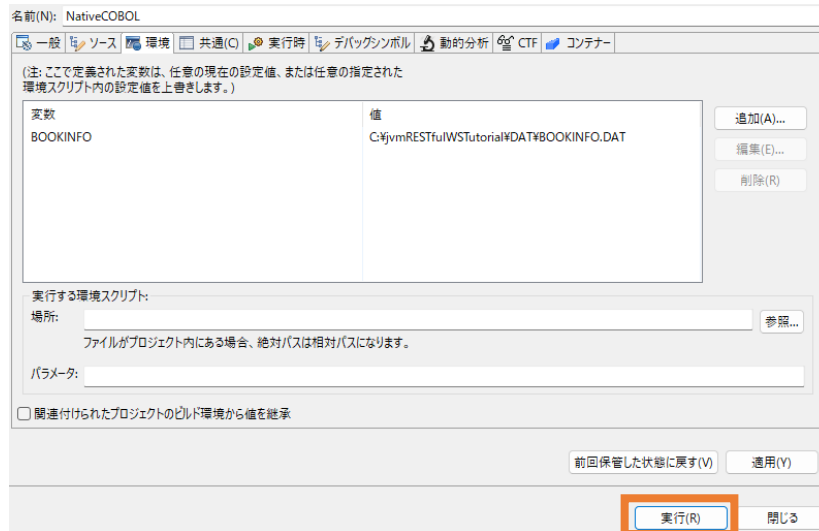 名前(N): NativeCOBOL
一般 ソース 環境 共通(C) 実行時 デバッグシンボル 動的分析 CTF コンテナー
(注: ここで定義された変数は、任意の現在の設定値、または任意の指定された
環境スクリプト内の設定値を上書きします。)
変数 値
BOOKINFO C:¥jvmRESTfulWSTutorial¥DAT¥BOOKINFO.DAT
追加(A)...
編集(E)...
削除(R)
実行する環境スクリプト:
場所:
参照...
ファイルがプロジェクト内にある場合、絶対パスは相対パスになります。
パラメータ:
関連付けられたプロジェクトのビルド環境から値を継承
前回保管した状態に戻す(V) 適用(Y)
実行(R) 閉じる